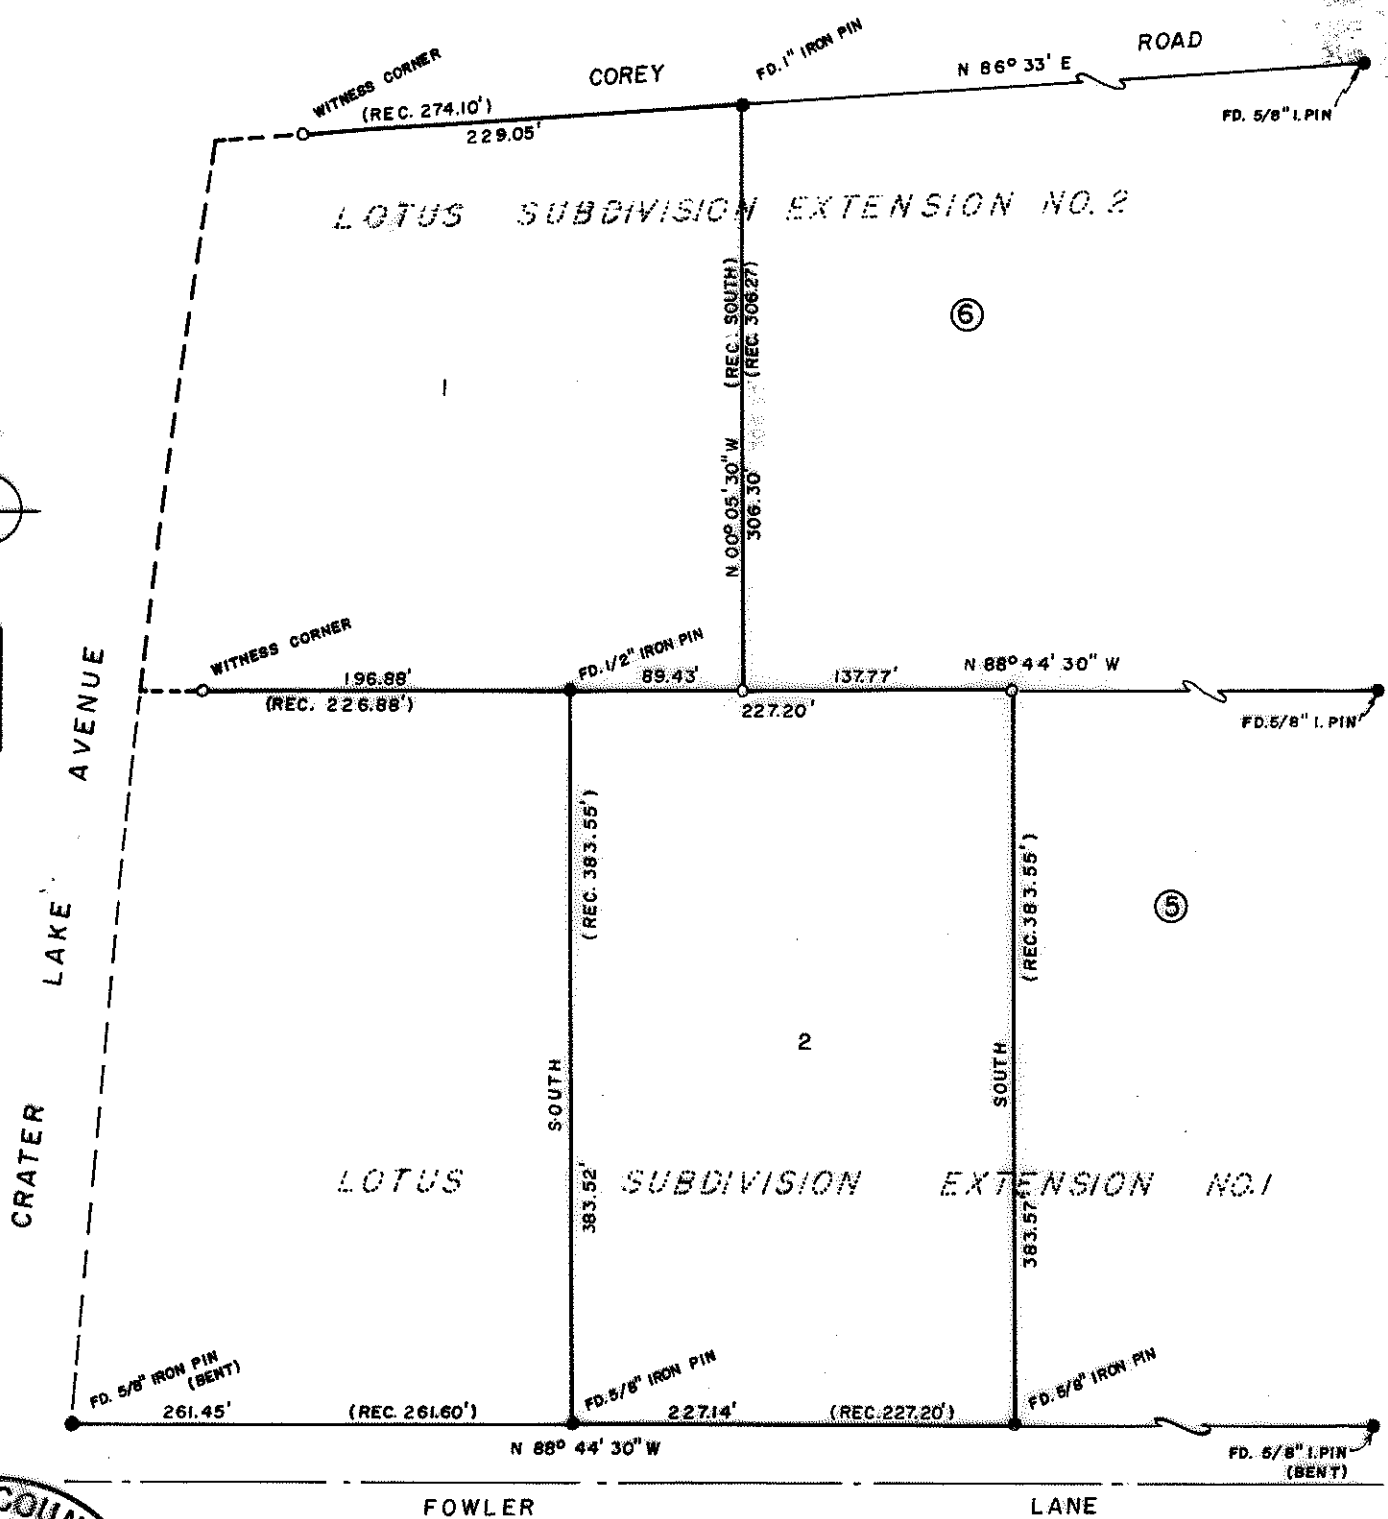 COREY ROAD
WITNESS CORNER
(REC. 274.10')
229.05'
FD. 1" IRON PIN
N 86° 33' E
FD. 5/8" I. PIN
LOTUS SUBDIVISION EXTENSION NO. 2
(REC. SOUTH)
(REC. 306.27)
6
1
N 00° 05' 30" W
306.30'
WITNESS CORNER
196.88'
(REC. 226.88')
FD. 1/2" IRON PIN
89.43'
137.77'
227.20'
N 88° 44' 30" W
FD. 5/8" I. PIN
CRATER LAKE AVENUE
(REC. 383.55')
(REC. 383.55')
5
2
SOUTH
SOUTH
LOTUS SUBDIVISION EXTENSION NO. 1
383.52'
383.57'
FD. 5/8" IRON PIN
(BENT)
FD. 5/8" IRON PIN
FD. 5/8" IRON PIN
261.45'
(REC. 261.60')
227.14'
(REC. 227.20')
N 88° 44' 30" W
FD. 5/8" I. PIN
(BENT)
FOWLER LANE